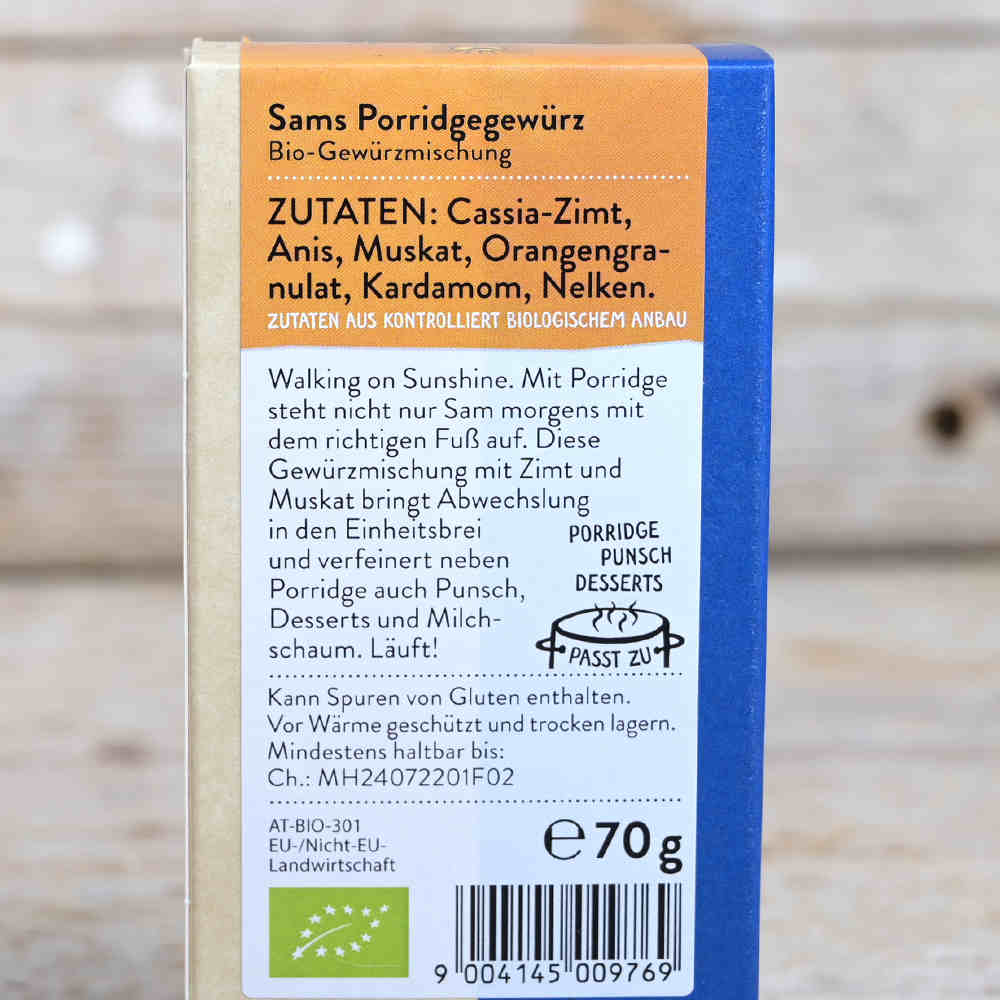 Sams Porridgegewürz
Bio-Gewürzmischung
ZUTATEN: Cassia-Zimt,
Anis, Muskat, Orangengra-
nulat, Kardamom, Nelken.
ZUTATEN AUS KONTROLLIERT BIOLOGISCHEM ANBAU
Walking on Sunshine. Mit Porridge
steht nicht nur Sam morgens mit
dem richtigen Fuß auf. Diese
Gewürzmischung mit Zimt und
Muskat bringt Abwechslung
in den Einheitsbrei
und verfeinert neben
Porridge auch Punsch,
Desserts und Milch-
schaum. Läuft!
PORRIDGE
PUNSCH
DESSERTS
PASST ZU
Kann Spuren von Gluten enthalten.
Vor Wärme geschützt und trocken lagern.
Mindestens haltbar bis:
Ch.: MH24072201F02
AT-BIO-301
EU-/Nicht-EU-
Landwirtschaft
℮ 70 g
9 004145 009769